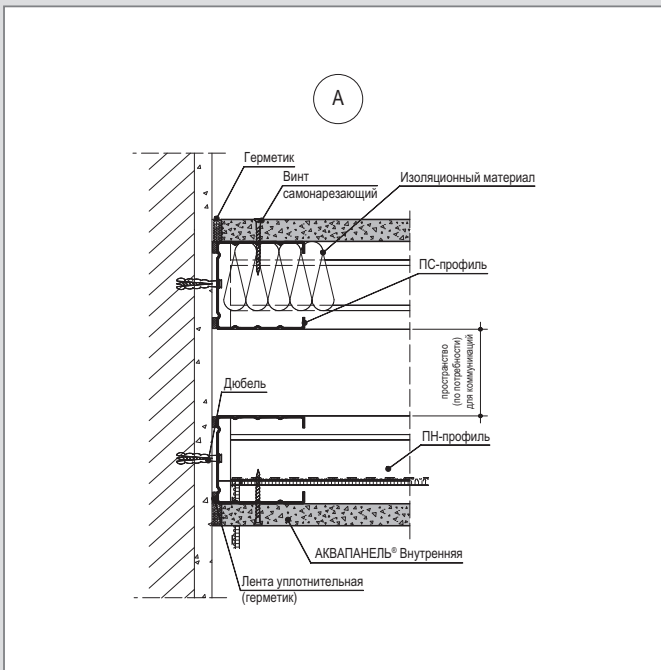 А
Герметик
Винт
самонарезающий
Изоляционный материал
ПС-профиль
пространство
(по потребности)
для коммуникаций
Дюбель
ПН-профиль
АКВАПАНЕЛЬ® Внутренняя
Лента уплотнительная
(герметик)